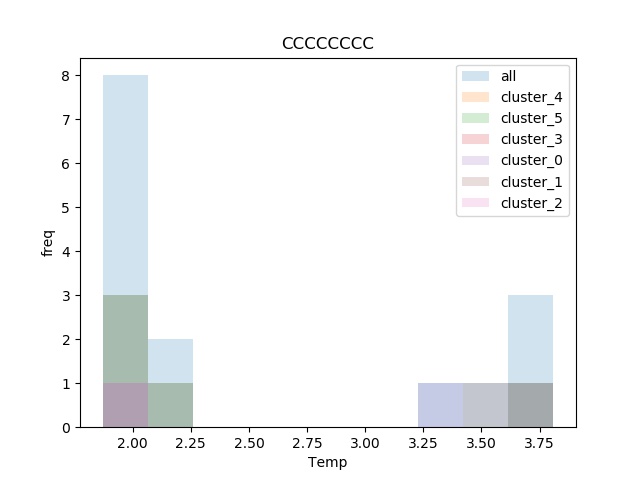 CCCCCCCC
all
cluster_4
cluster_5
cluster_3
cluster_0
cluster_1
cluster_2
8
7
6
5
4
3
2
1
0
freq
2.00 2.25 2.50 2.75 3.00 3.25 3.50 3.75
Temp